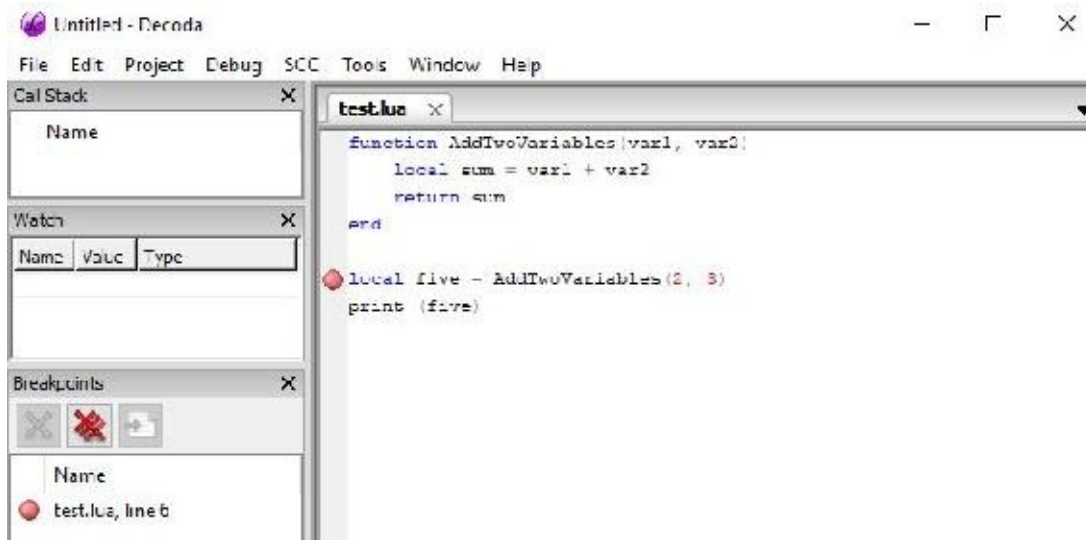 Untitled - Decoda
File Edit Project Debug SCC Tools Window Help
Call Stack
Name
Watch
Name Value Type
Breakpoints
Name
test.lua, line 6
test.lua
function AddTwoVariables(var1, var2)
local sum = var1 + var2
return sum
end
local five = AddTwoVariables(2, 3)
print (five)